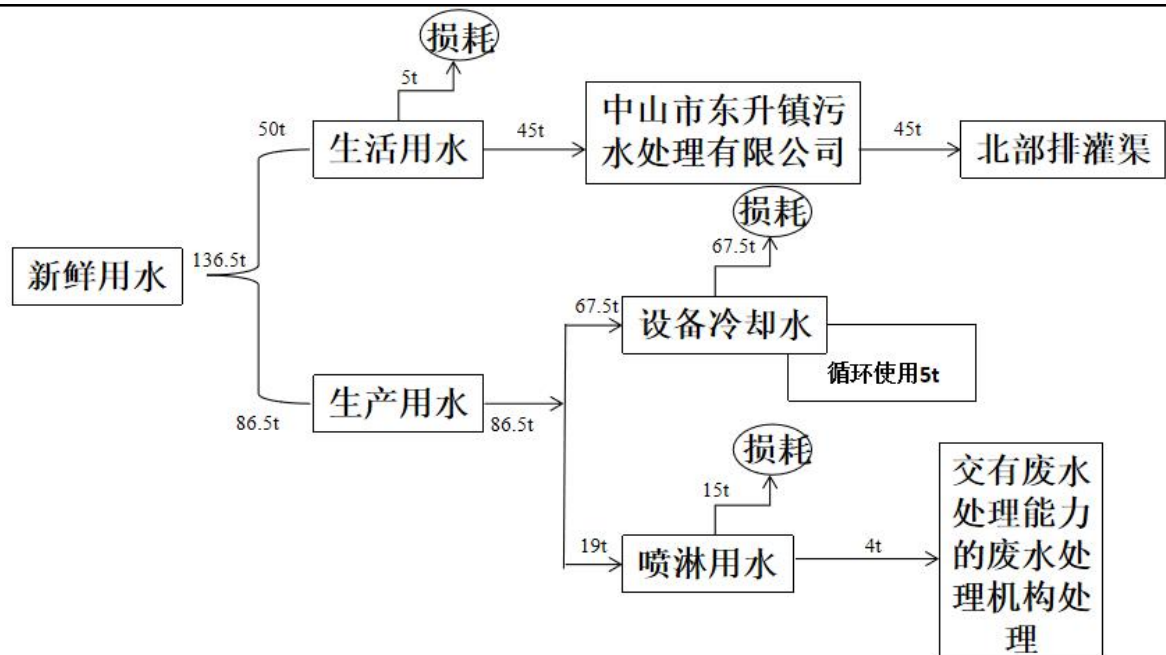 损耗
5t
50t
生活用水
45t
中山市东升镇污
水处理有限公司
45t
北部排灌渠
损耗
67.5t
新鲜用水
136.5t
67.5t
设备冷却水
循环使用5t
生产用水
86.5t
86.5t
损耗
15t
19t
喷淋用水
4t
交有废水
处理能力
的废水处
理机构处
理